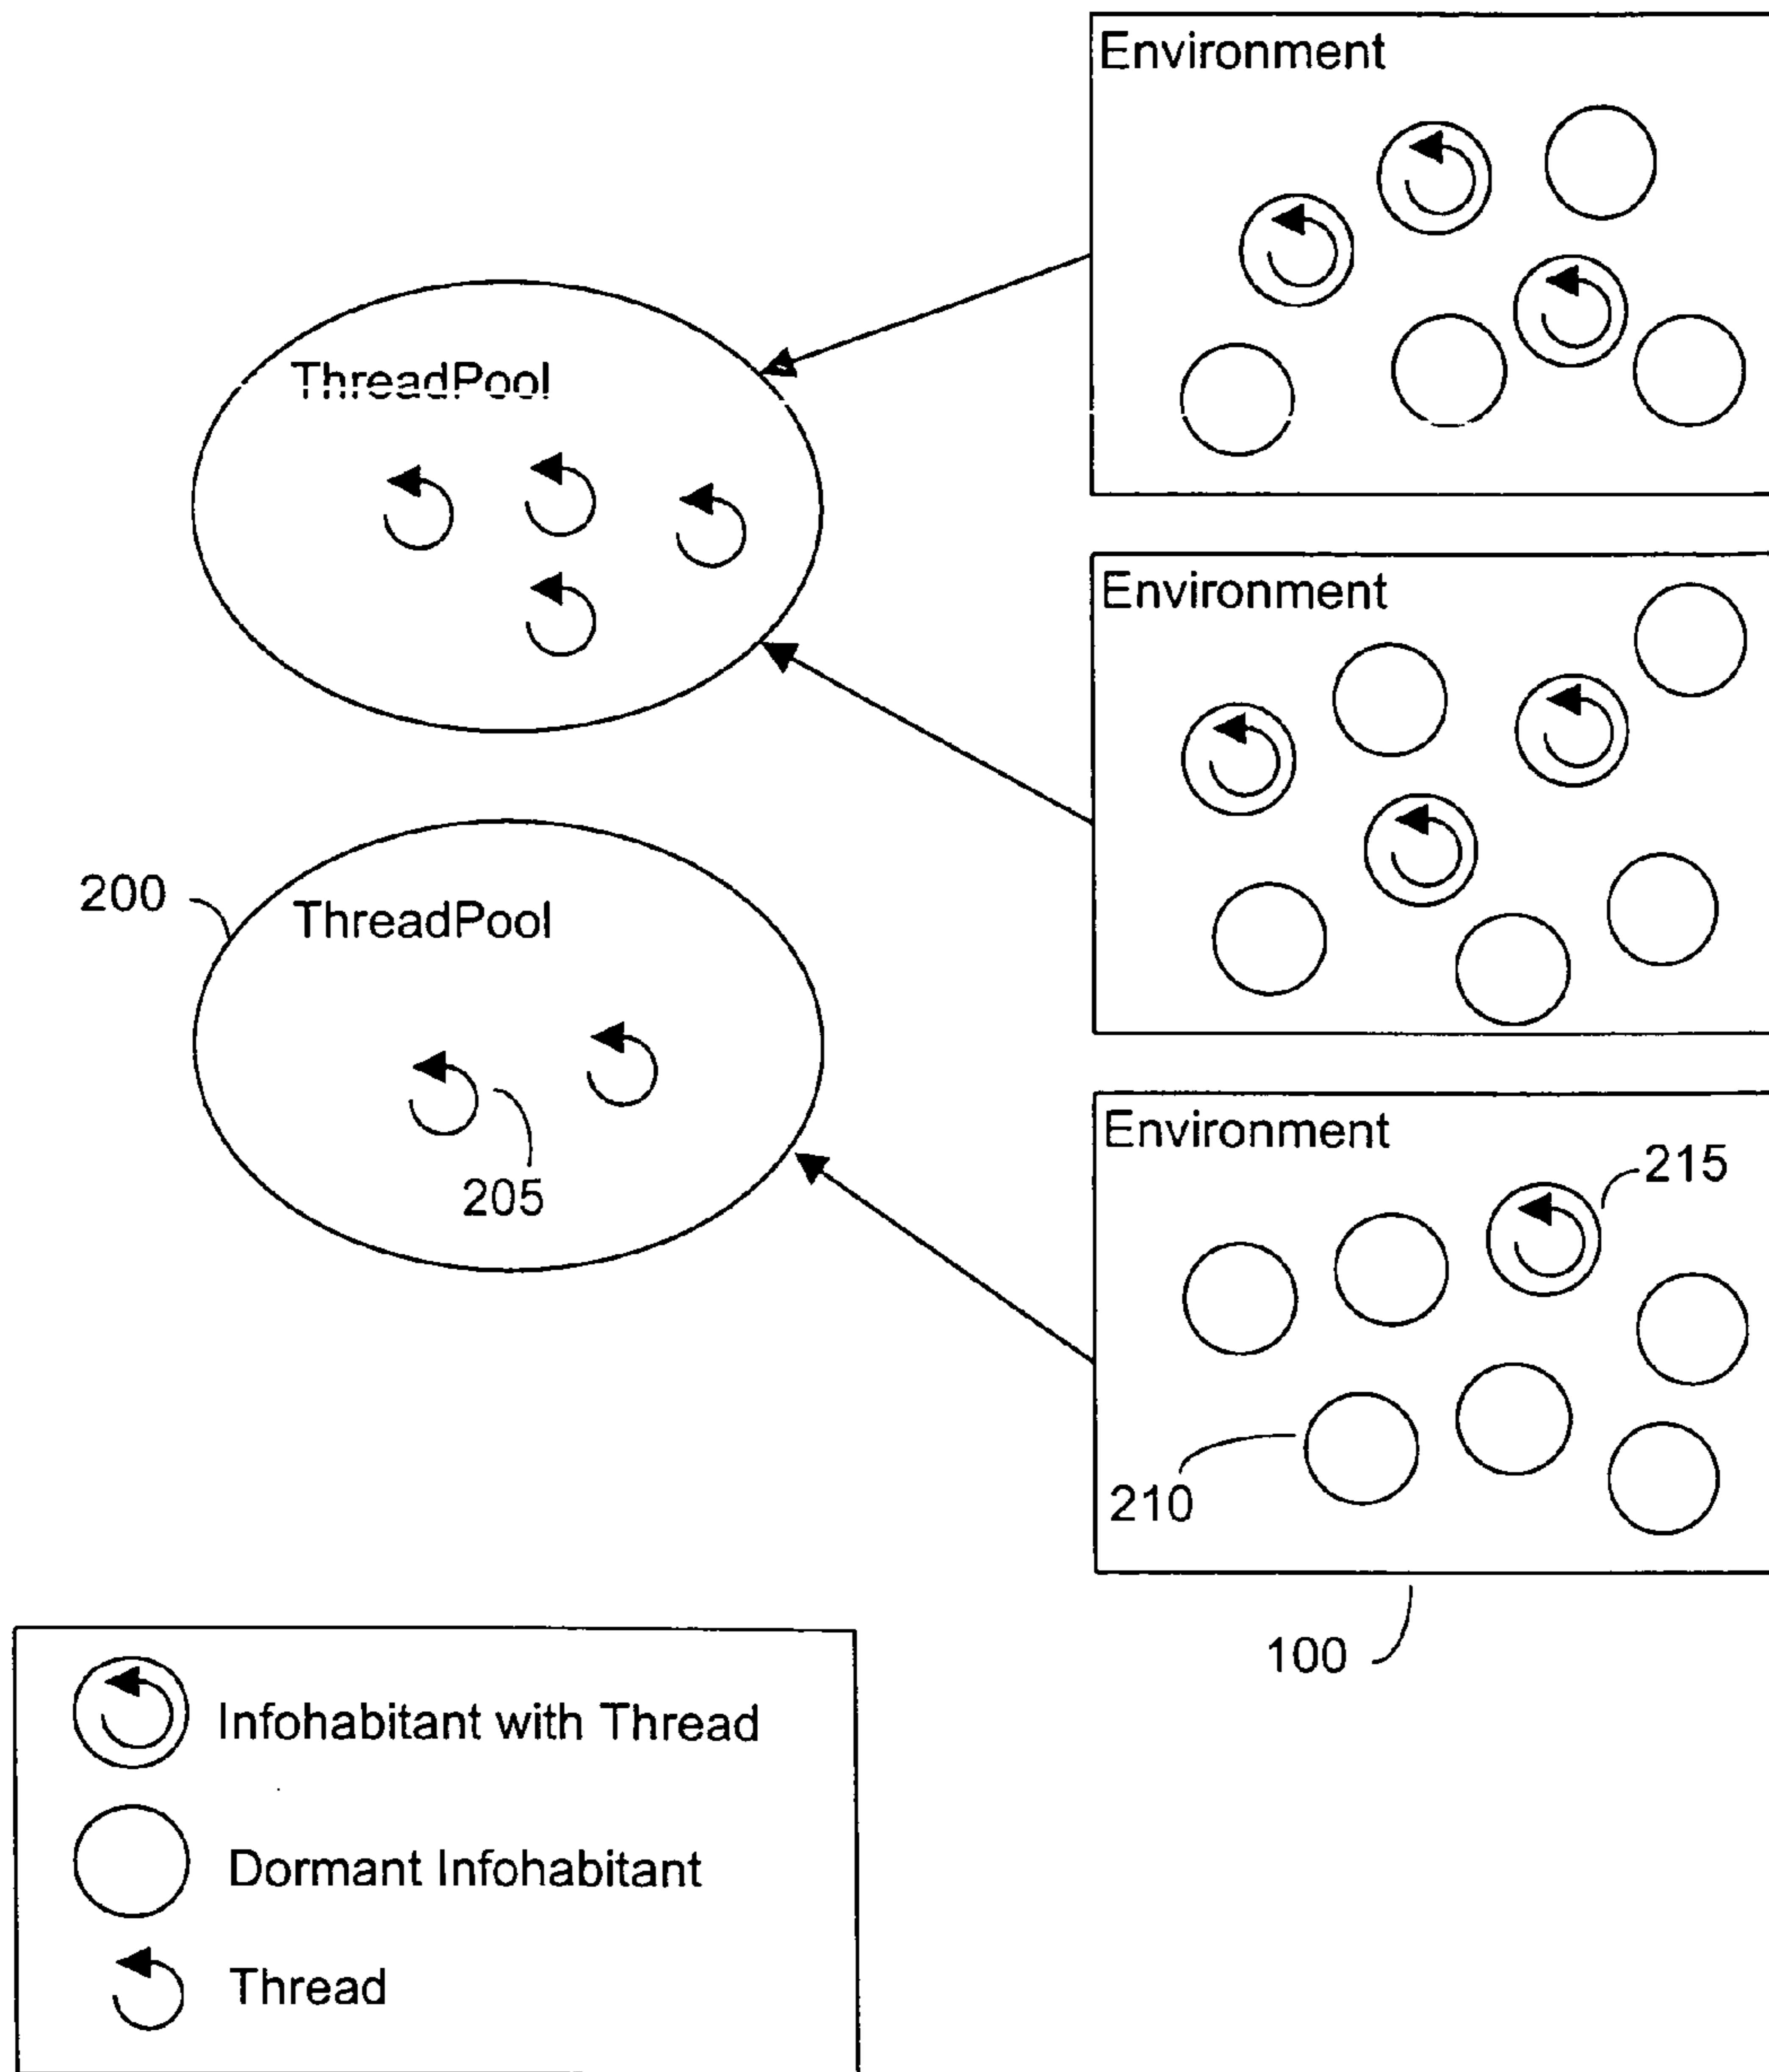 Environment
ThreadPool
Environment
200
ThreadPool
205
Environment
215
210
100
Infohabitant with Thread
Dormant Infohabitant
Thread